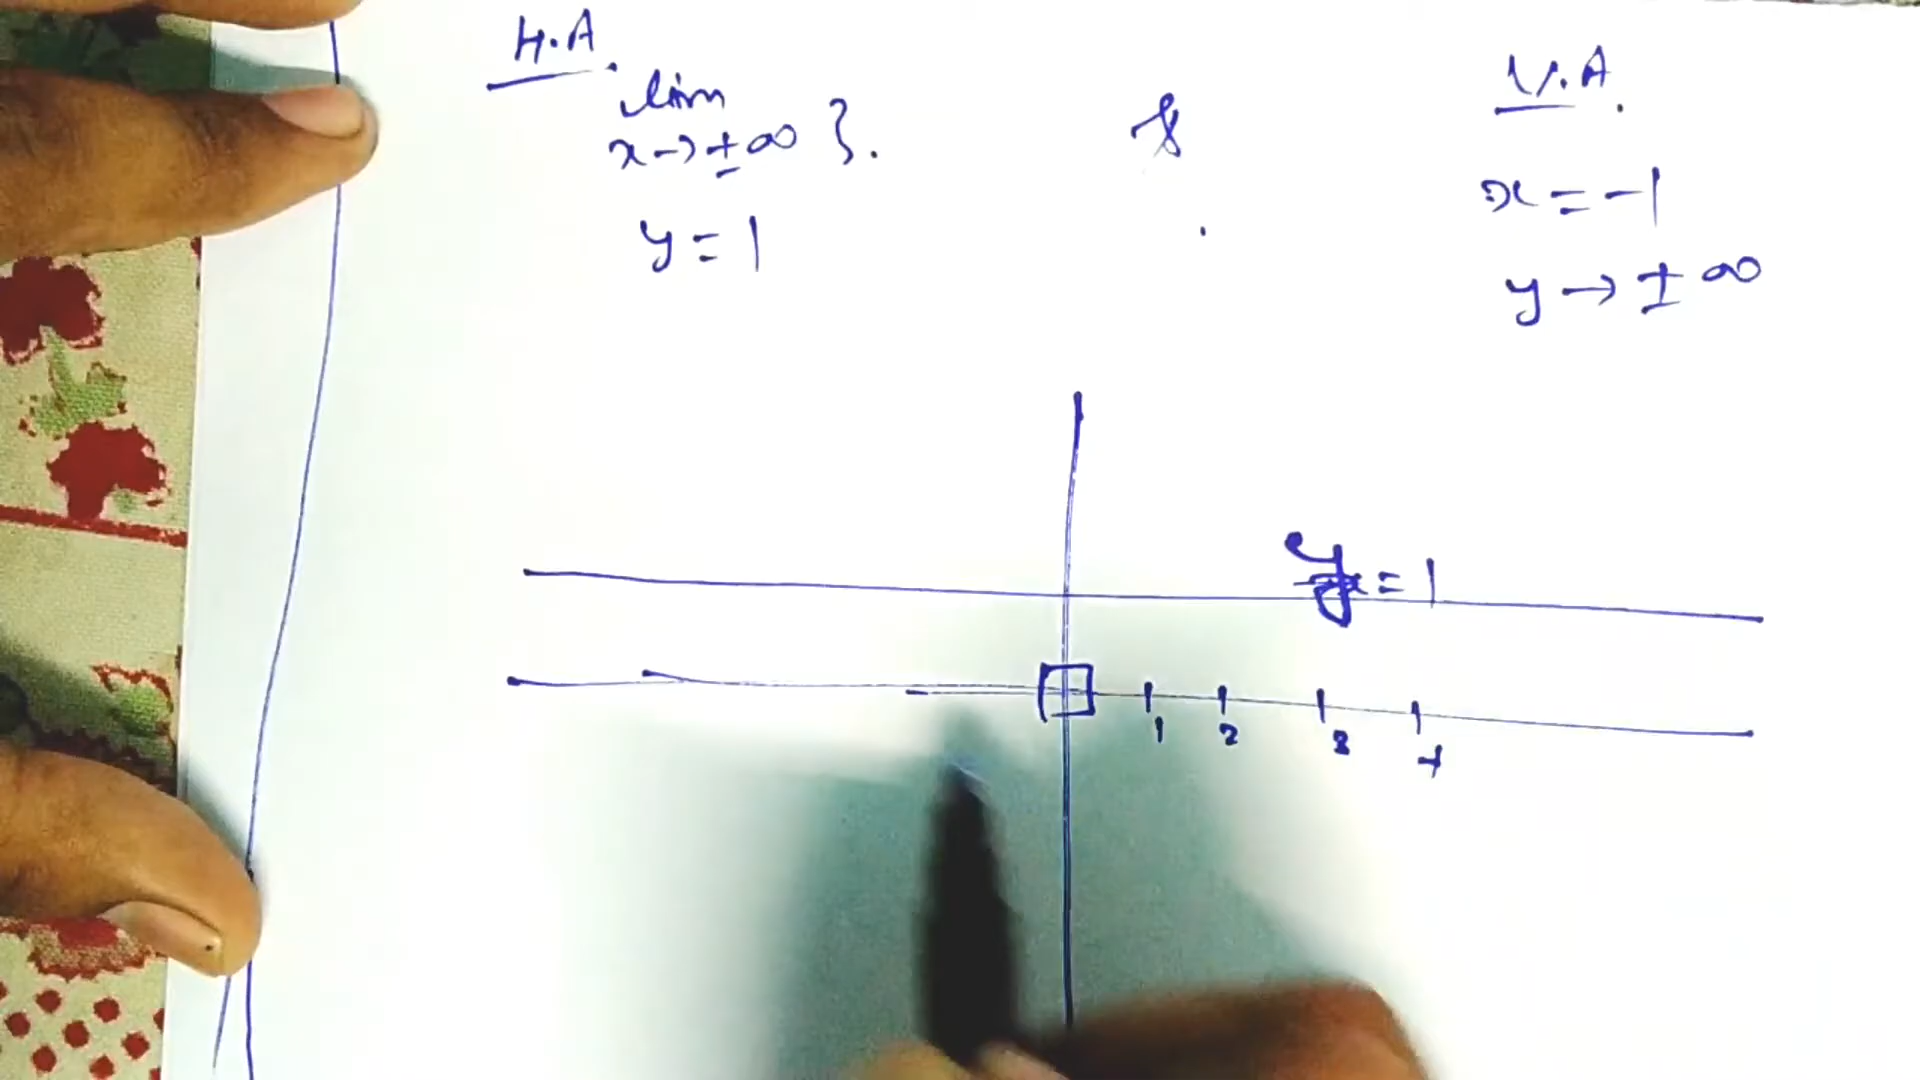 H.A.
lim
x→±∞ }.
y = 1
&
V.A.
x = -1
y → ±∞
y = 1
1 2 3 4